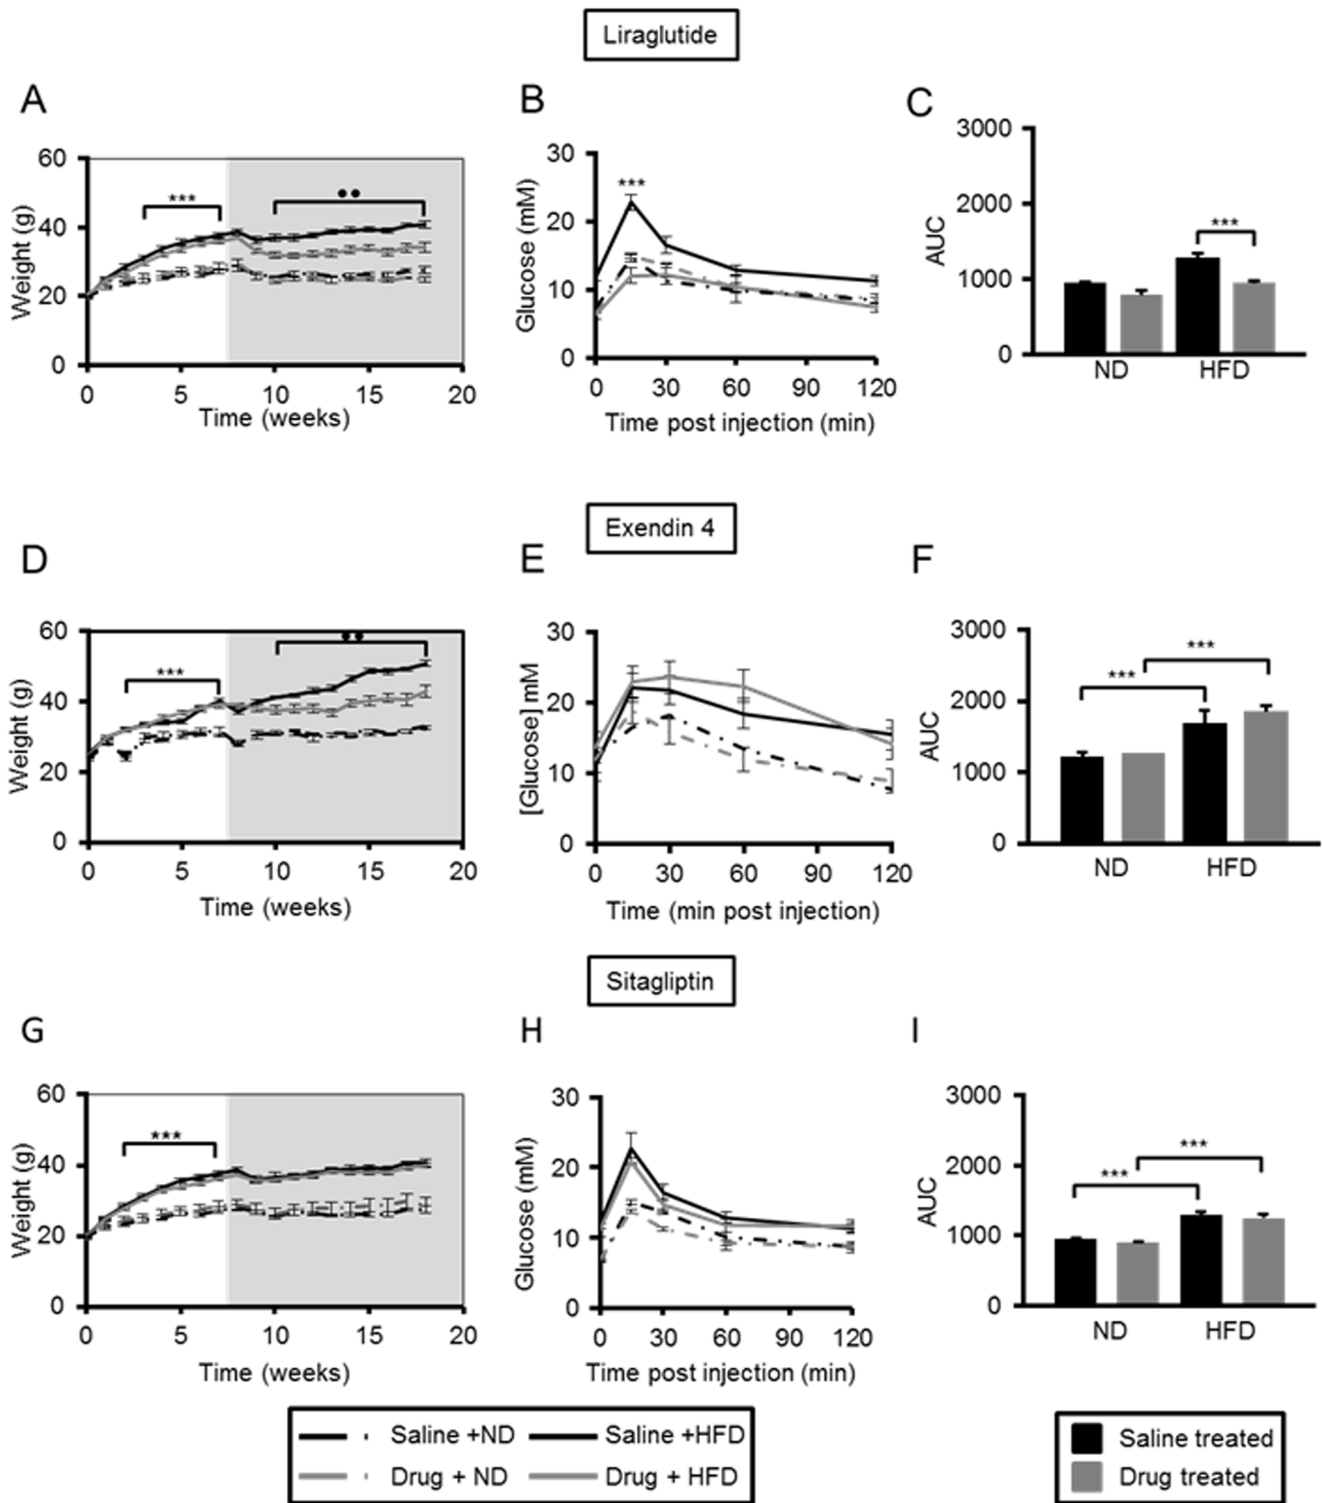 Liraglutide
A
B
C
Weight (g)
60
40
20
0
***
••
0 5 10 15 20
Time (weeks)
Glucose (mM)
30
20
10
0
***
0 30 60 90 120
Time post injection (min)
AUC
3000
2000
1000
0
***
ND HFD
Exendin 4
D
E
F
Weight (g)
60
40
20
0
***
••
0 5 10 15 20
Time (weeks)
[Glucose] mM
30
20
10
0
0 30 60 90 120
Time (min post injection)
AUC
3000
2000
1000
0
***
***
ND HFD
Sitagliptin
G
H
I
Weight (g)
60
40
20
0
***
0 5 10 15 20
Time (weeks)
Glucose (mM)
30
20
10
0
0 30 60 90 120
Time post injection (min)
AUC
3000
2000
1000
0
***
***
ND HFD
Saline +ND Saline +HFD
Drug + ND Drug + HFD
Saline treated
Drug treated